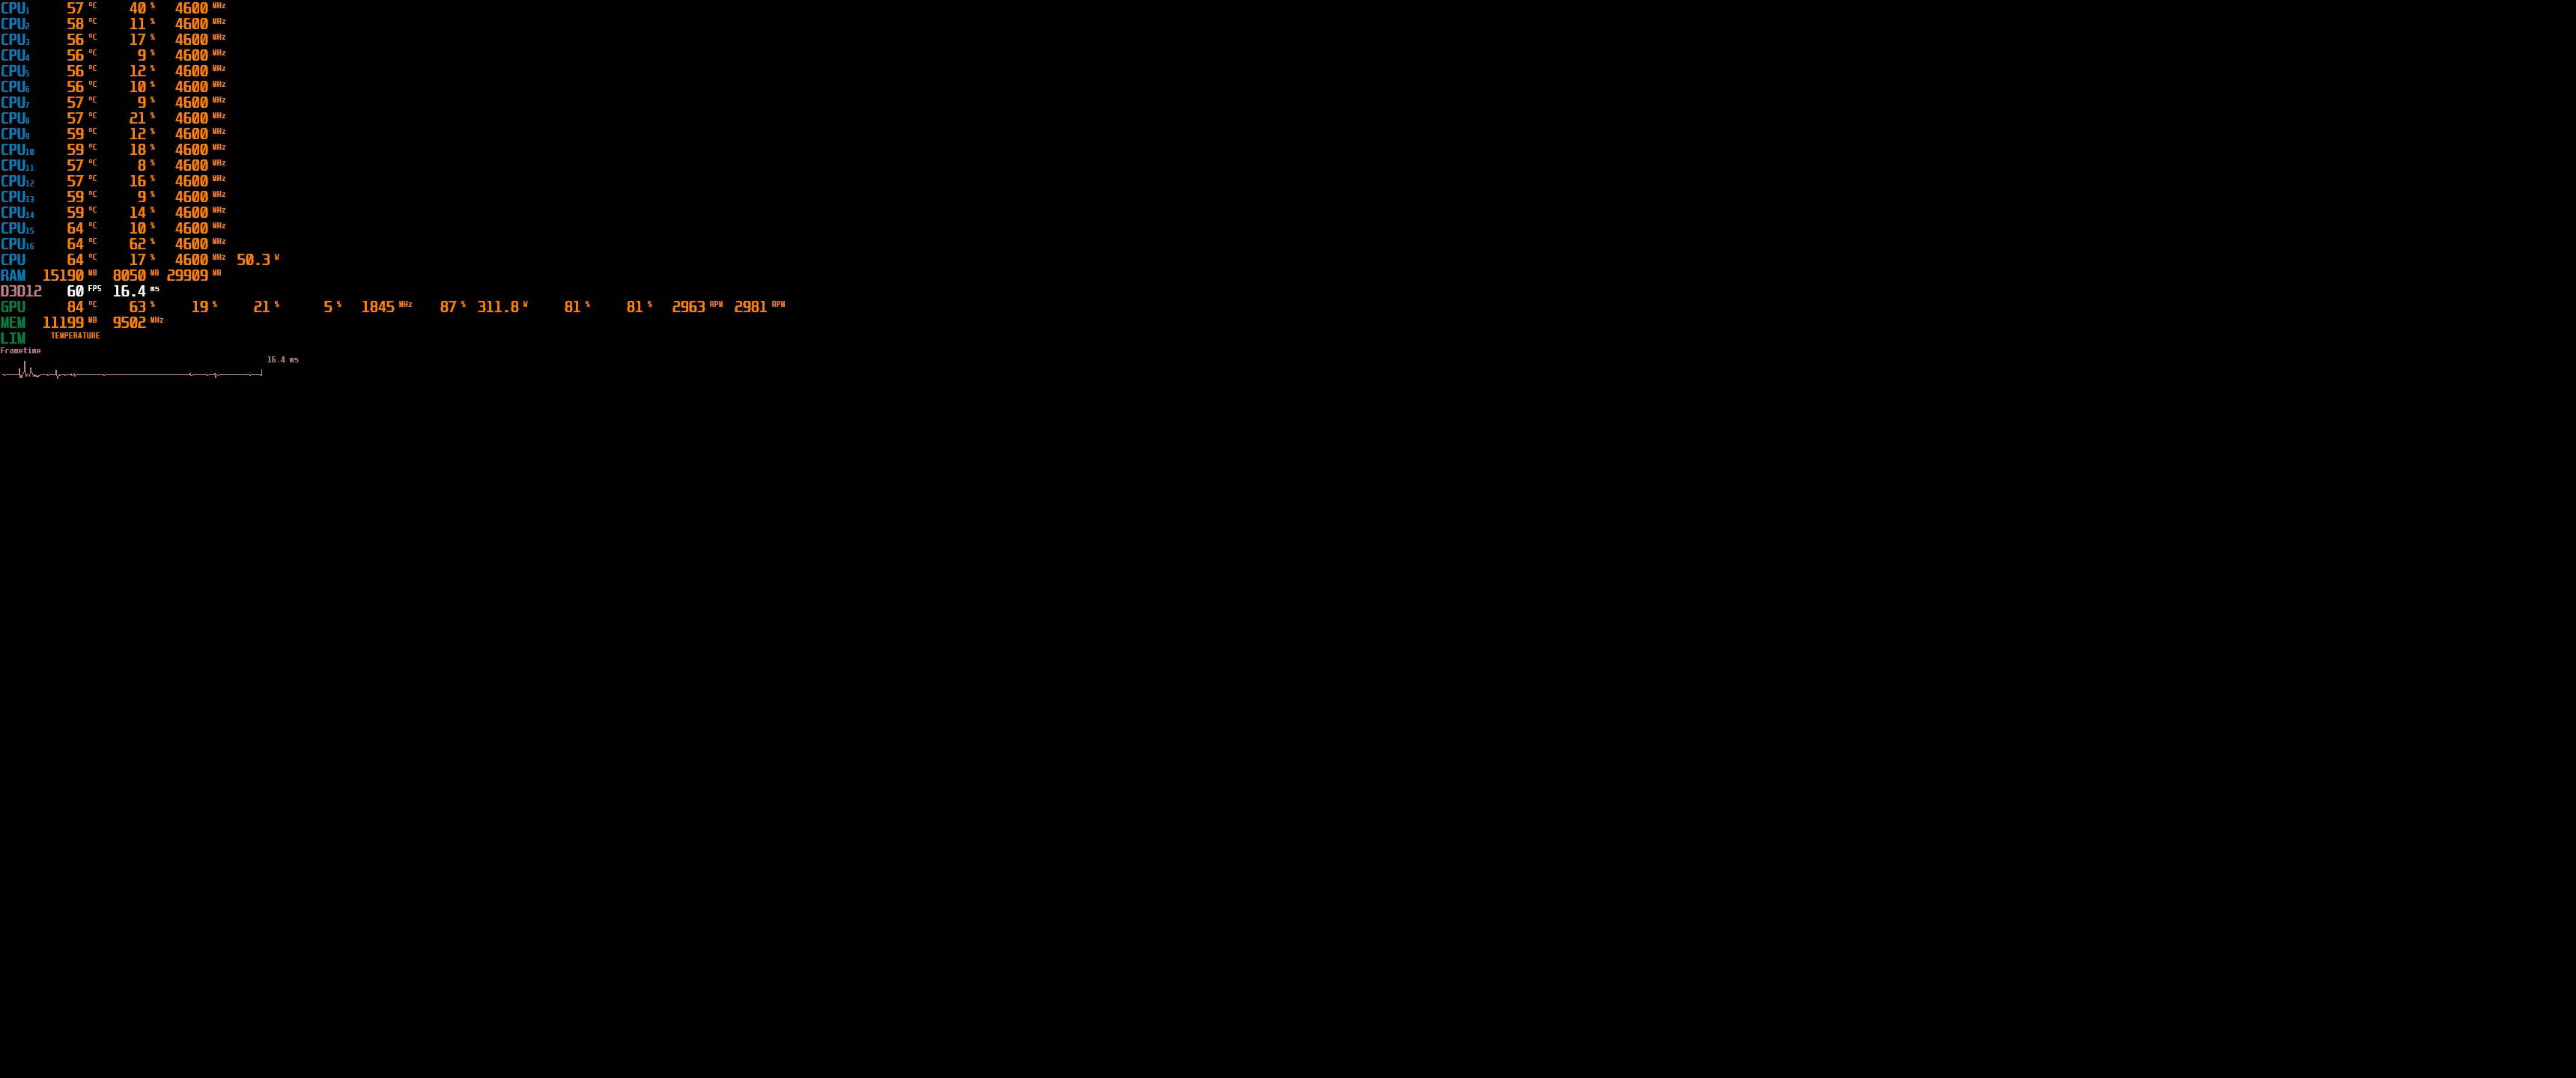 CPU1 57 °C 40 % 4600 MHz
CPU2 58 °C 11 % 4600 MHz
CPU3 56 °C 17 % 4600 MHz
CPU4 56 °C 9 % 4600 MHz
CPU5 56 °C 12 % 4600 MHz
CPU6 56 °C 10 % 4600 MHz
CPU7 57 °C 9 % 4600 MHz
CPU8 57 °C 21 % 4600 MHz
CPU9 59 °C 12 % 4600 MHz
CPU10 59 °C 18 % 4600 MHz
CPU11 57 °C 8 % 4600 MHz
CPU12 57 °C 16 % 4600 MHz
CPU13 59 °C 9 % 4600 MHz
CPU14 59 °C 14 % 4600 MHz
CPU15 64 °C 10 % 4600 MHz
CPU16 64 °C 62 % 4600 MHz
CPU 64 °C 17 % 4600 MHz 50.3 W
RAM 15190 MB 8050 MB 29909 MB
D3D12 60 FPS 16.4 ms
GPU 84 °C 63 % 19 % 21 % 5 % 1845 MHz 87 % 311.8 W 81 % 81 % 2963 RPM 2981 RPM
MEM 11199 MB 9502 MHz
LIM TEMPERATURE
Frametime
16.4 ms